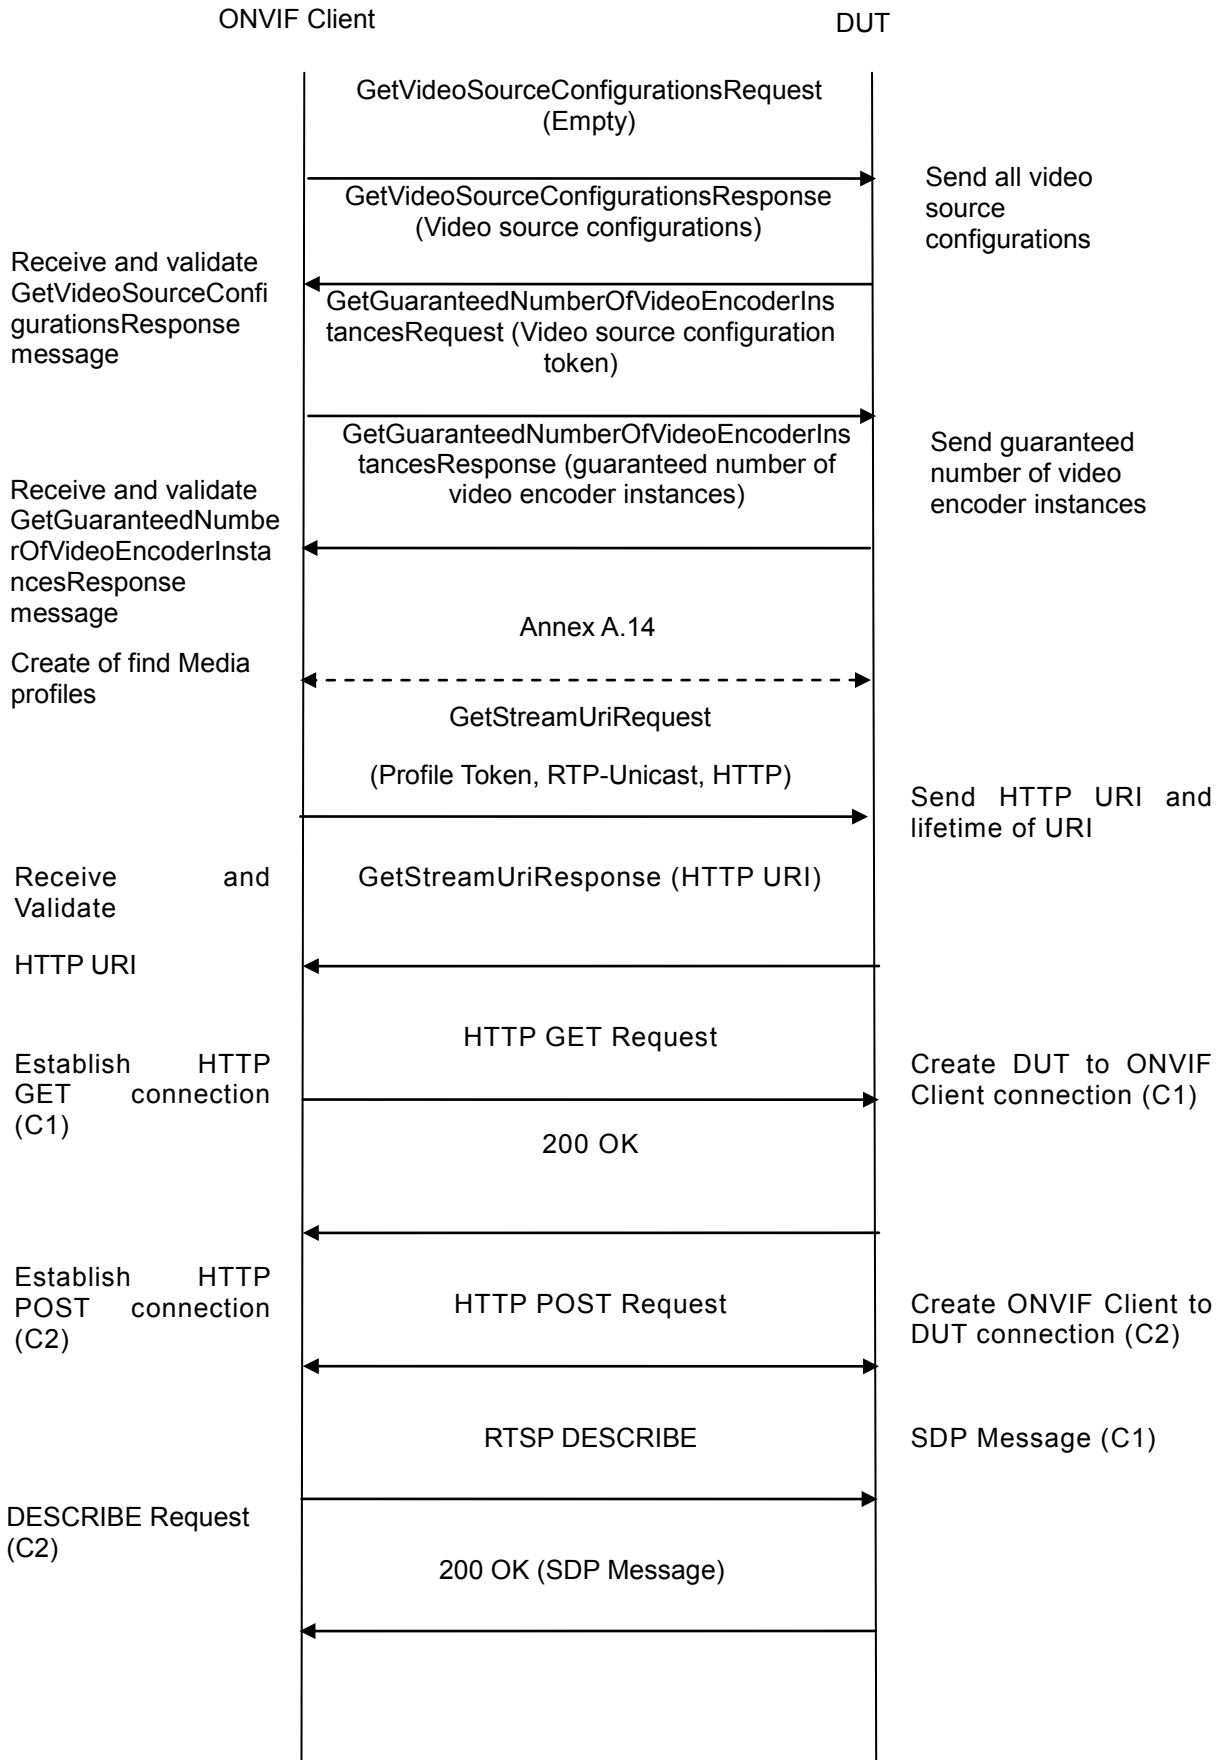 ONVIF Client
DUT
GetVideoSourceConfigurationsRequest
(Empty)
Send all video
source
configurations
GetVideoSourceConfigurationsResponse
(Video source configurations)
Receive and validate
GetVideoSourceConfi
gurationsResponse
message
GetGuaranteedNumberOfVideoEncoderIns
tancesRequest (Video source configuration
token)
GetGuaranteedNumberOfVideoEncoderIns
tancesResponse (guaranteed number of
video encoder instances)
Send guaranteed
number of video
encoder instances
Receive and validate
GetGuaranteedNumbe
rOfVideoEncoderInsta
ncesResponse
message
Annex A.14
Create of find Media
profiles
GetStreamUriRequest
(Profile Token, RTP-Unicast, HTTP)
Send HTTP URI and
lifetime of URI
Receive and
Validate
GetStreamUriResponse (HTTP URI)
HTTP URI
HTTP GET Request
Establish HTTP
GET connection
(C1)
Create DUT to ONVIF
Client connection (C1)
200 OK
Establish HTTP
POST connection
(C2)
HTTP POST Request
Create ONVIF Client to
DUT connection (C2)
RTSP DESCRIBE
SDP Message (C1)
DESCRIBE Request
(C2)
200 OK (SDP Message)